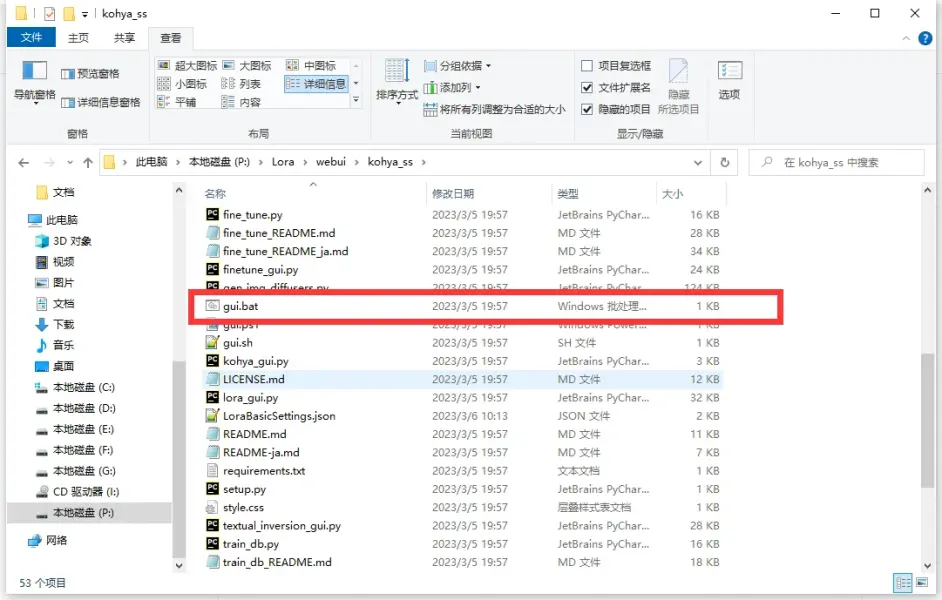 kohya_ss
文件 主页 共享 查看
导航窗格 预览窗格 详细信息窗格
窗格
超大图标 大图标 中图标
小图标 列表 详细信息
平铺 内容
布局
排序方式 分组依据
添加列
将所有列调整为合适的大小
当前视图
项目复选框
文件扩展名
隐藏的项目
隐藏所选项目
显示/隐藏
选项
此电脑 > 本地磁盘 (P:) > Lora > webui > kohya_ss >
在 kohya_ss 中搜索
文档
此电脑
3D 对象
视频
图片
文档
下载
音乐
桌面
本地磁盘 (C:)
本地磁盘 (D:)
本地磁盘 (E:)
本地磁盘 (F:)
本地磁盘 (G:)
CD 驱动器 (I:)
本地磁盘 (P:)
网络
名称 修改日期 类型 大小
fine_tune.py 2023/3/5 19:57 JetBrains PyChar... 16 KB
fine_tune_README.md 2023/3/5 19:57 MD 文件 28 KB
fine_tune_README_ja.md 2023/3/5 19:57 MD 文件 34 KB
finetune_gui.py 2023/3/5 19:57 JetBrains PyChar... 24 KB
gen_img_diffusers.py 2023/3/5 19:57 JetBrains PyChar... 124 KB
gui.bat 2023/3/5 19:57 Windows 批处理... 1 KB
gui.ps1 2023/3/5 19:57 Windows Power... 1 KB
gui.sh 2023/3/5 19:57 SH 文件 1 KB
kohya_gui.py 2023/3/5 19:57 JetBrains PyChar... 3 KB
LICENSE.md 2023/3/5 19:57 MD 文件 12 KB
lora_gui.py 2023/3/5 19:57 JetBrains PyChar... 32 KB
LoraBasicSettings.json 2023/3/6 10:13 JSON 文件 2 KB
README.md 2023/3/5 19:57 MD 文件 11 KB
README-ja.md 2023/3/5 19:57 MD 文件 7 KB
requirements.txt 2023/3/5 19:57 文本文档 1 KB
setup.py 2023/3/5 19:57 JetBrains PyChar... 1 KB
style.css 2023/3/5 19:57 层叠样式表文档 1 KB
textual_inversion_gui.py 2023/3/5 19:57 JetBrains PyChar... 28 KB
train_db.py 2023/3/5 19:57 JetBrains PyChar... 16 KB
train_db_README.md 2023/3/5 19:57 MD 文件 18 KB
53 个项目